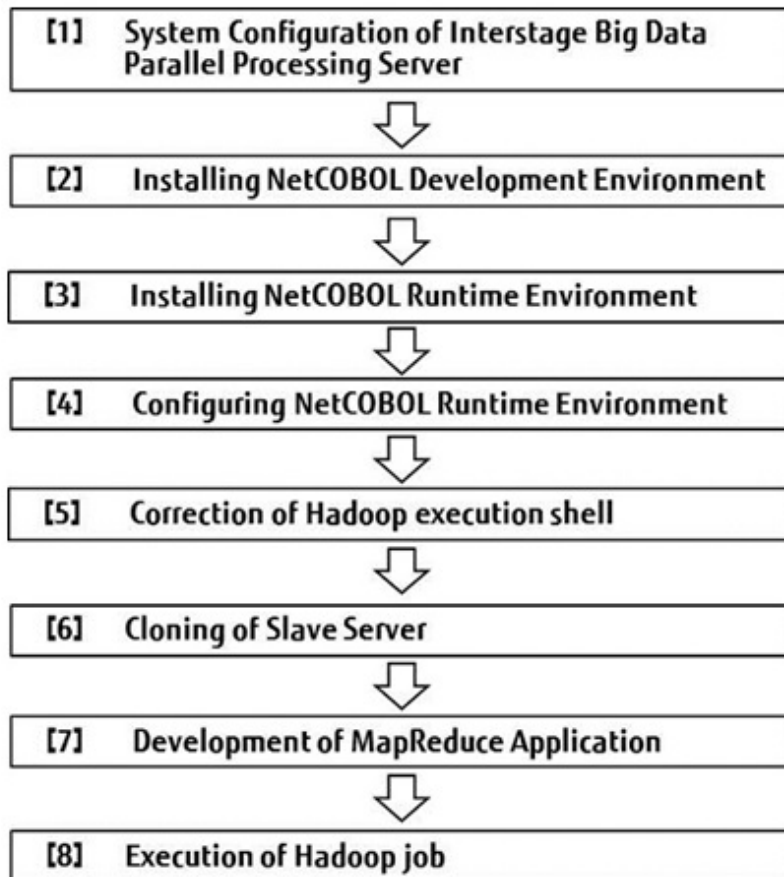 [1] System Configuration of Interstage Big Data
Parallel Processing Server
[2] Installing NetCOBOL Development Environment
[3] Installing NetCOBOL Runtime Environment
[4] Configuring NetCOBOL Runtime Environment
[5] Correction of Hadoop execution shell
[6] Cloning of Slave Server
[7] Development of MapReduce Application
[8] Execution of Hadoop job